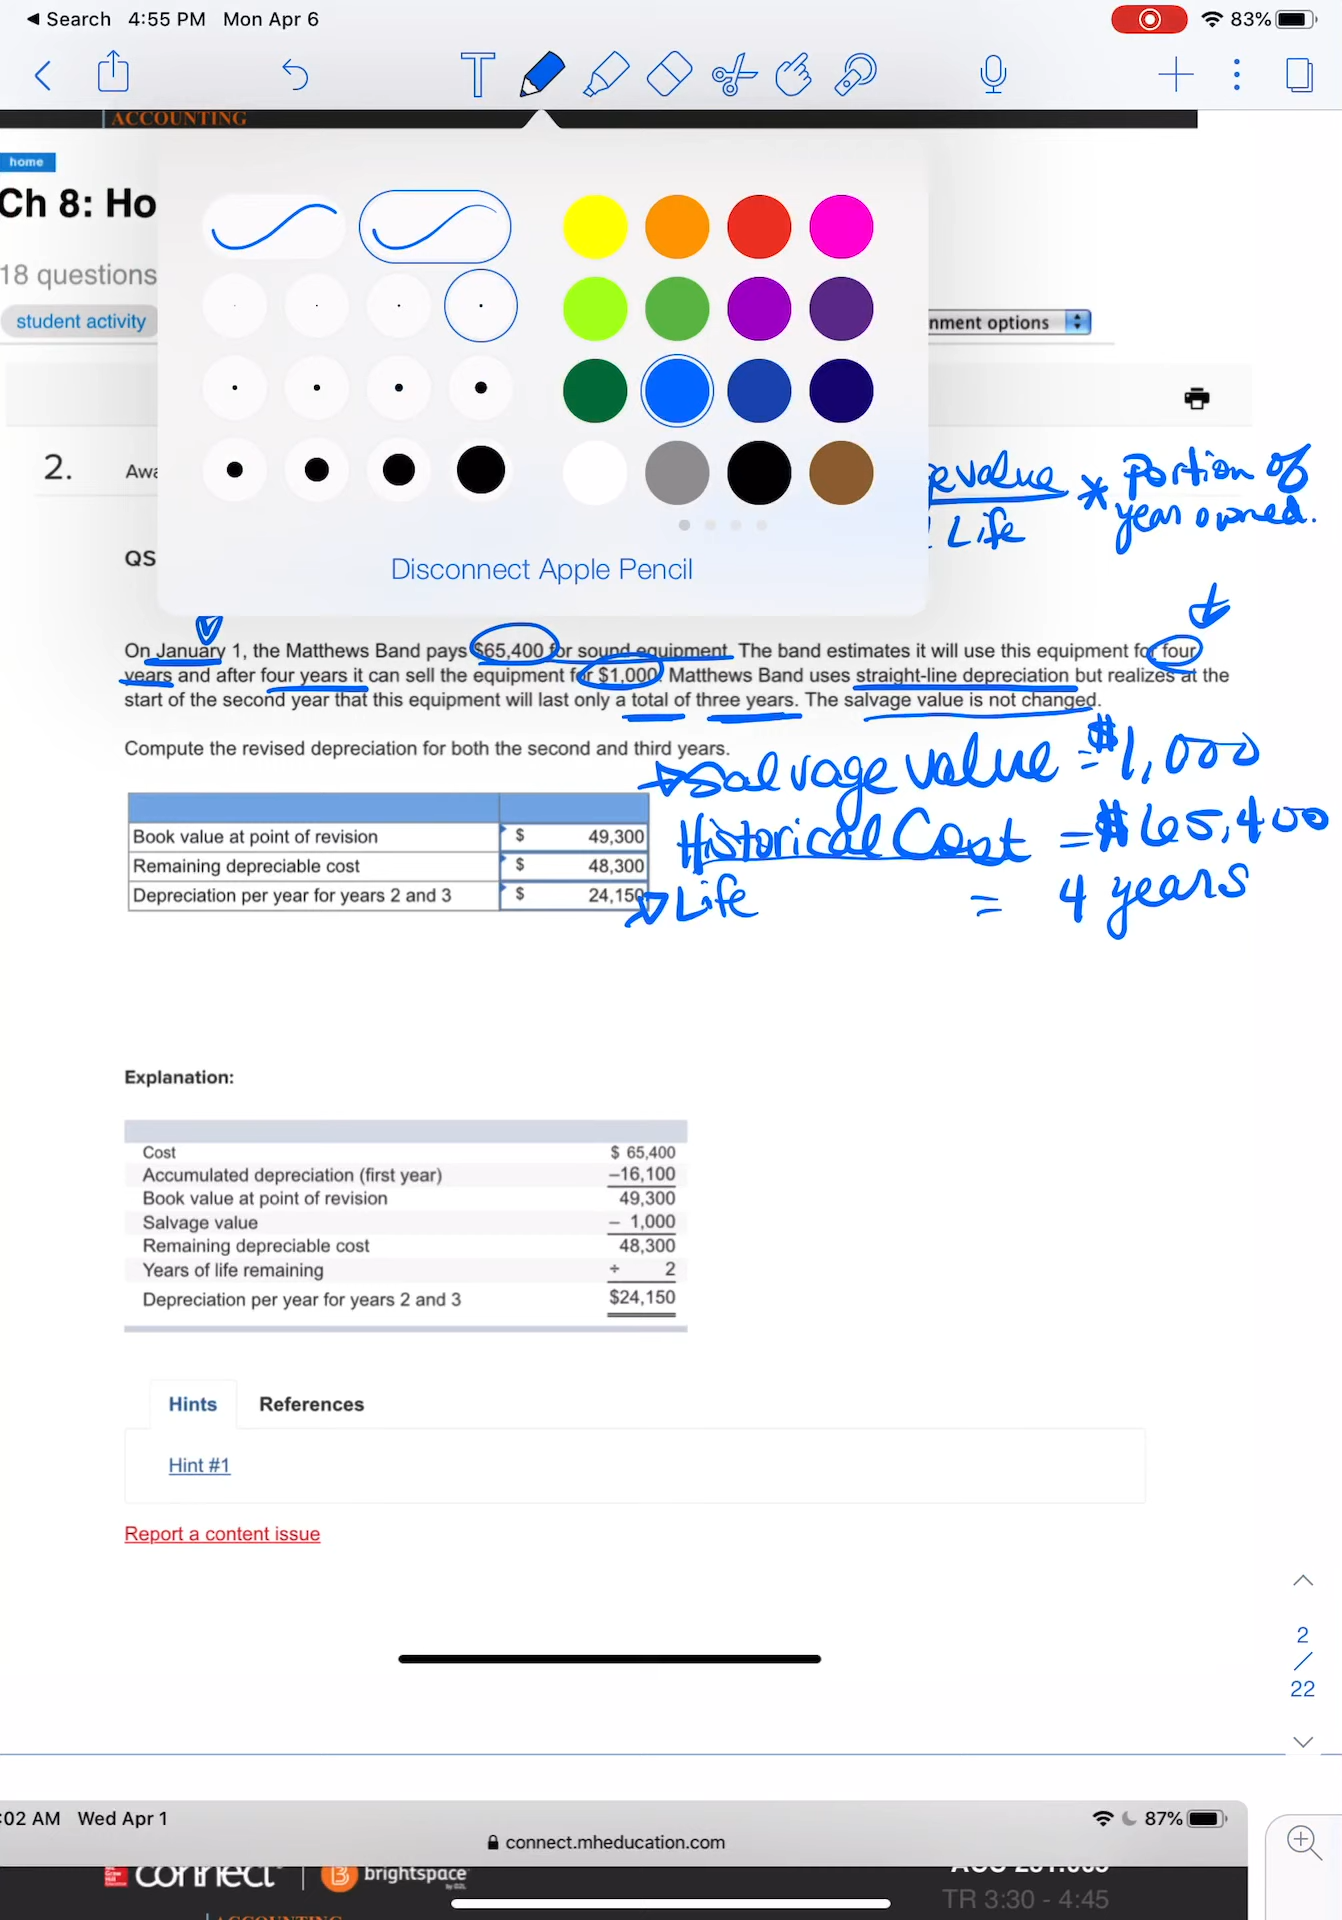 Search 4:55 PM Mon Apr 6
83%
T
ACCOUNTING
home
Ch 8: Ho
18 questions
student activity
nment options
2.
Awa
e value * Portion of
Life year owned.
QS
Disconnect Apple Pencil
On January 1, the Matthews Band pays $65,400 for sound equipment. The band estimates it will use this equipment for four
years and after four years it can sell the equipment for $1,000. Matthews Band uses straight-line depreciation but realizes at the
start of the second year that this equipment will last only a total of three years. The salvage value is not changed.
Compute the revised depreciation for both the second and third years.
Salvage value = $1,000
Historical Cost = $65,400
Life = 4 years
Book value at point of revision $ 49,300
Remaining depreciable cost $ 48,300
Depreciation per year for years 2 and 3 $ 24,150
Explanation:
Cost $ 65,400
Accumulated depreciation (first year) –16,100
Book value at point of revision 49,300
Salvage value – 1,000
Remaining depreciable cost 48,300
Years of life remaining ÷ 2
Depreciation per year for years 2 and 3 $24,150
Hints References
Hint #1
Report a content issue
2
/
22
:02 AM Wed Apr 1
87%
connect.mheducation.com
connect brightspace
TR 3:30 - 4:45
ACCOUNTING